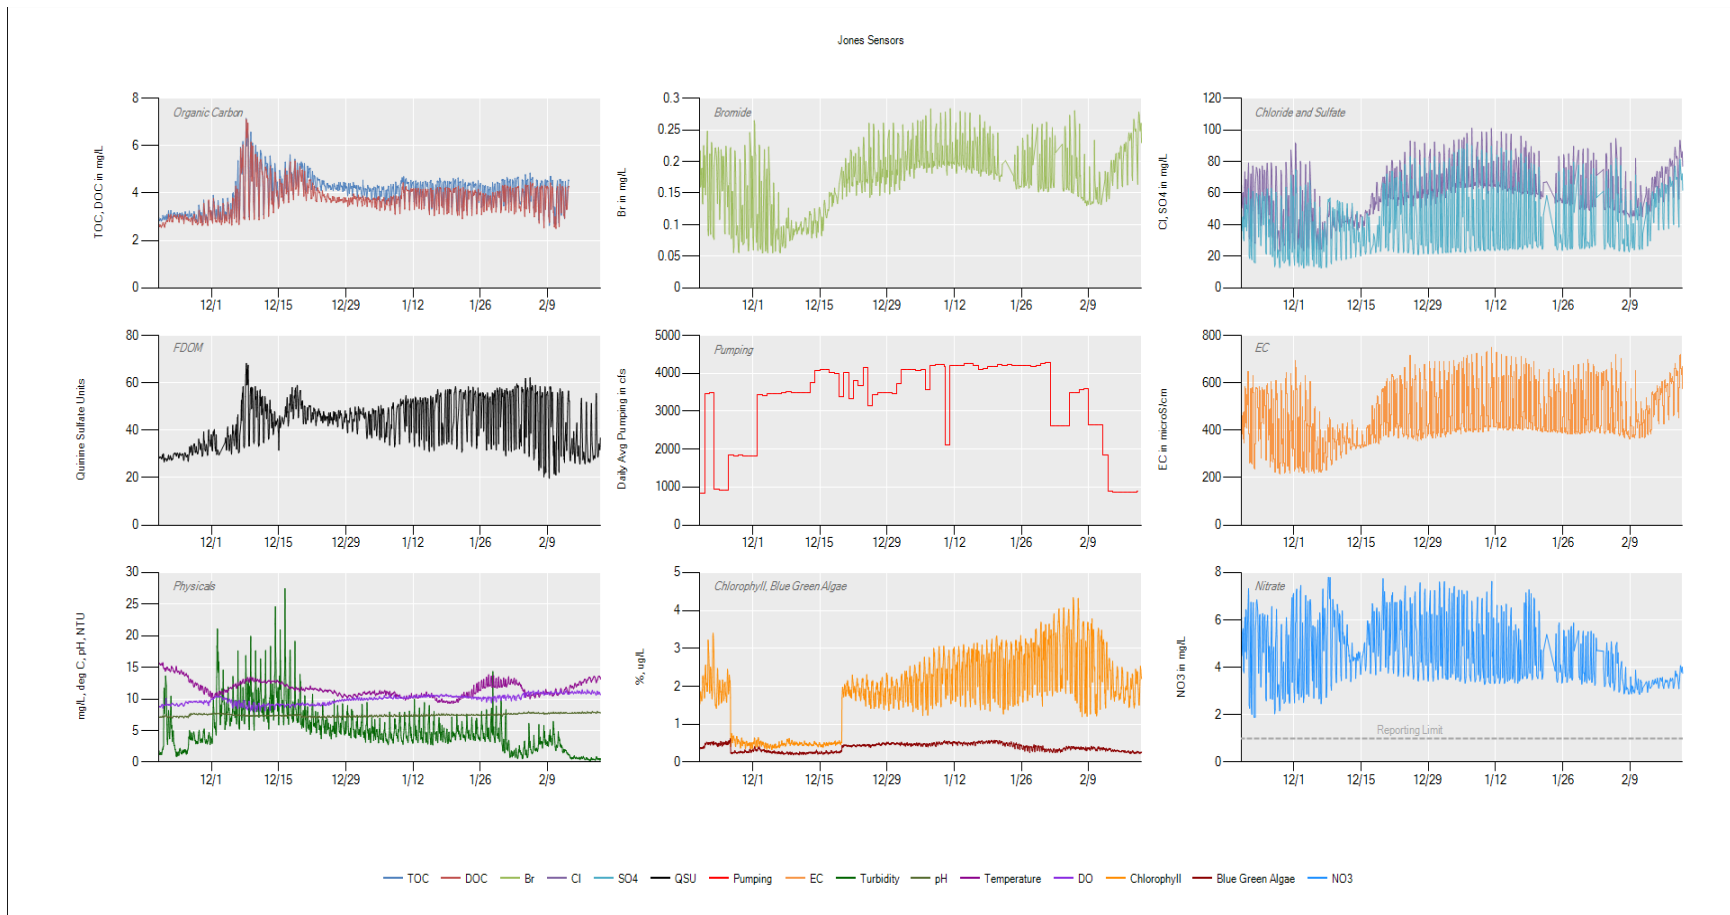 Jones Sensors
Organic Carbon
TOC, DOC in mg/L
8
6
4
2
0
12/1 12/15 12/29 1/12 1/26 2/9
Bromide
Br in mg/L
0.3
0.25
0.2
0.15
0.1
0.05
0
12/1 12/15 12/29 1/12 1/26 2/9
Chloride and Sulfate
Cl, SO4 in mg/L
120
100
80
60
40
20
0
12/1 12/15 12/29 1/12 1/26 2/9
FDOM
Quinine Sulfate Units
80
60
40
20
0
12/1 12/15 12/29 1/12 1/26 2/9
Pumping
Daily Avg Pumping in cfs
5000
4000
3000
2000
1000
0
12/1 12/15 12/29 1/12 1/26 2/9
EC
EC in microS/cm
800
600
400
200
0
12/1 12/15 12/29 1/12 1/26 2/9
Physicals
mg/L, deg C, pH, NTU
30
25
20
15
10
5
0
12/1 12/15 12/29 1/12 1/26 2/9
Chlorophyll, Blue Green Algae
%, ug/L
5
4
3
2
1
0
12/1 12/15 12/29 1/12 1/26 2/9
Nitrate
NO3 in mg/L
8
6
4
2
0
Reporting Limit
12/1 12/15 12/29 1/12 1/26 2/9
TOC DOC Br Cl SO4 QSU Pumping EC Turbidity pH Temperature DO Chlorophyll Blue Green Algae NO3